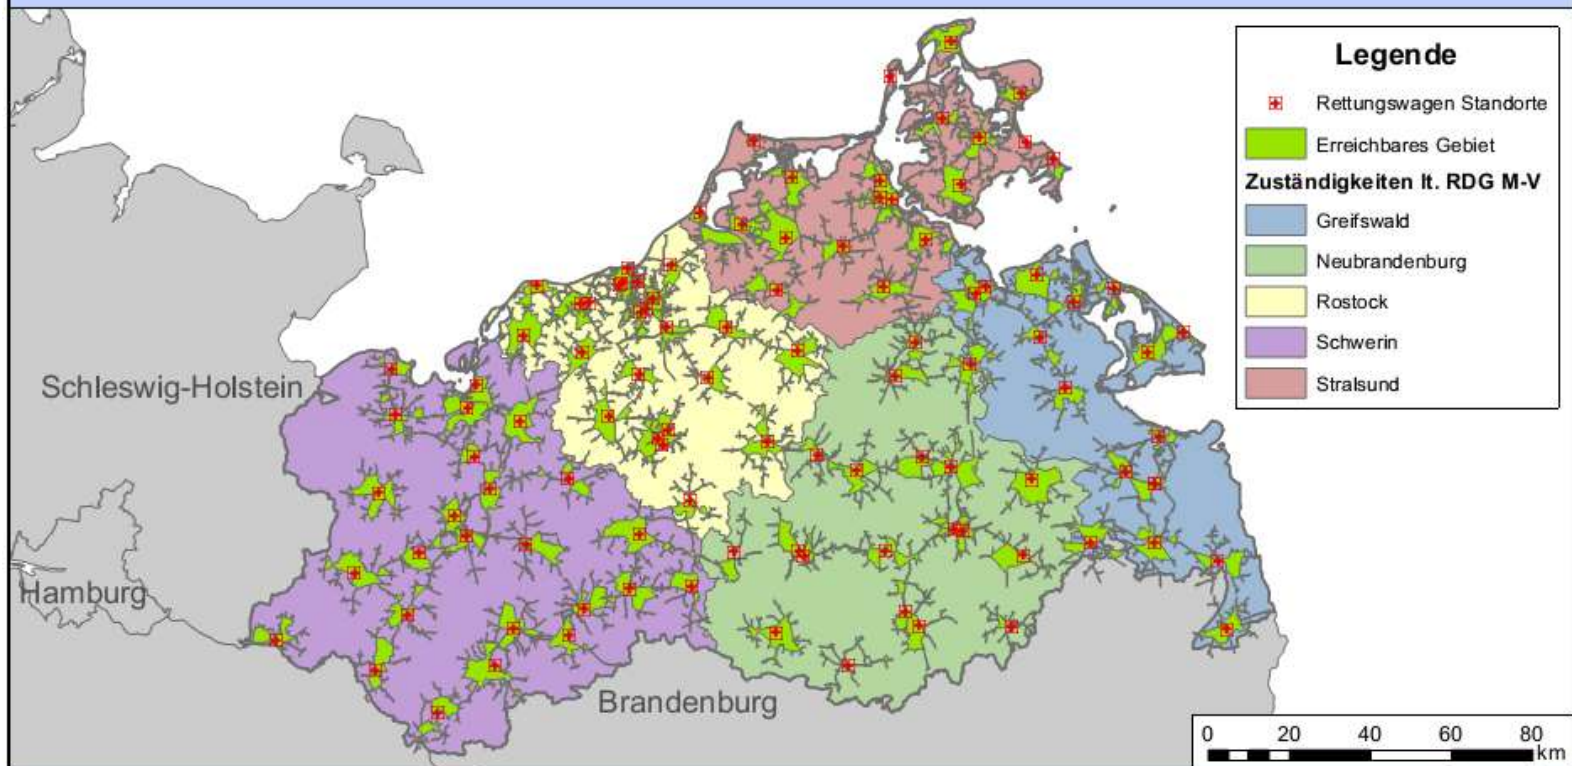 Legende
Rettungswagen Standorte
Erreichbares Gebiet
Zuständigkeiten lt. RDG M-V
Greifswald
Neubrandenburg
Rostock
Schwerin
Stralsund
Schleswig-Holstein
Hamburg
Brandenburg
0 20 40 60 80
km